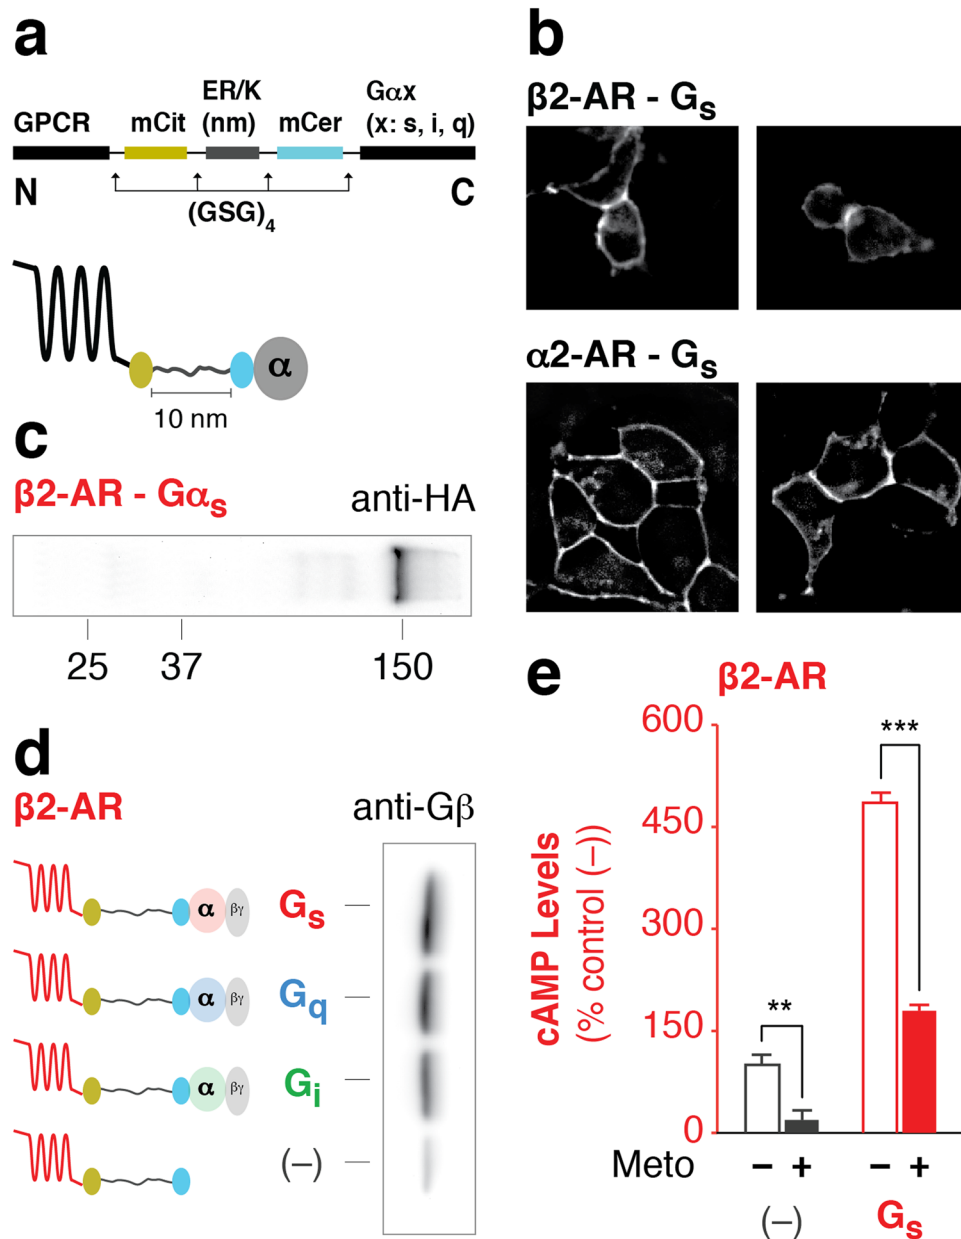 a
ER/K Gαx
GPCR mCit (nm) mCer (x: s, i, q)
N C
(GSG)4
α
10 nm
b
β2-AR - Gs
α2-AR - Gs
c
β2-AR - Gαs anti-HA
25 37 150
d
β2-AR anti-Gβ
α βγ Gs
α βγ Gq
α βγ Gi
(–)
e
β2-AR
cAMP Levels
(% control (–))
600
450
300
150
0
***
**
Meto – + – +
(–) Gs